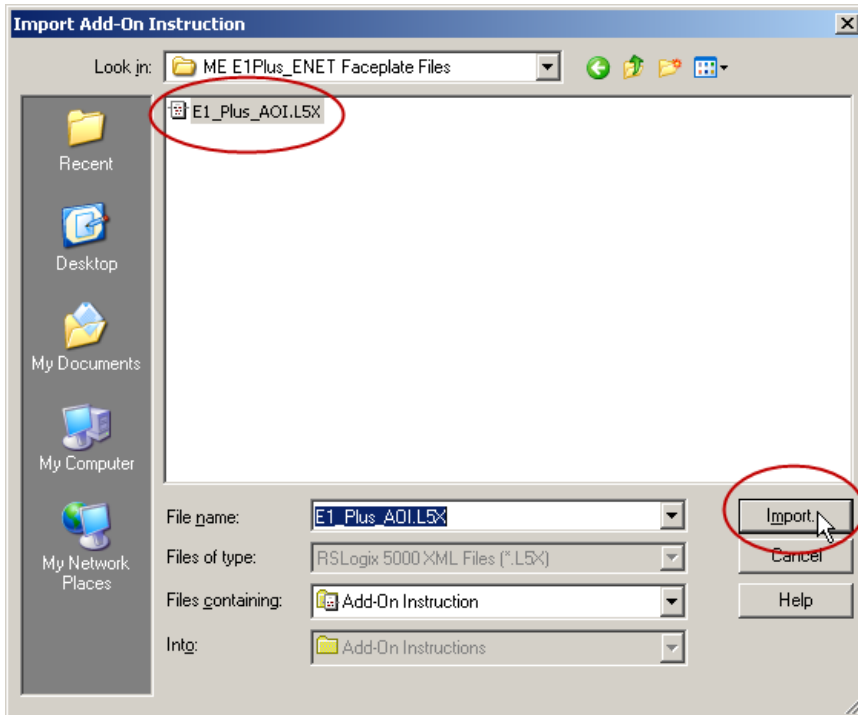 Import Add-On Instruction
Look in:
ME E1Plus_ENET Faceplate Files
E1_Plus_AOI.L5X
Recent
Desktop
My Documents
My Computer
My Network
Places
File name:
E1_Plus_AOI.L5X
Import...
Files of type:
RSLogix 5000 XML Files (*.L5X)
Cancel
Files containing:
Add-On Instruction
Help
Into:
Add-On Instructions